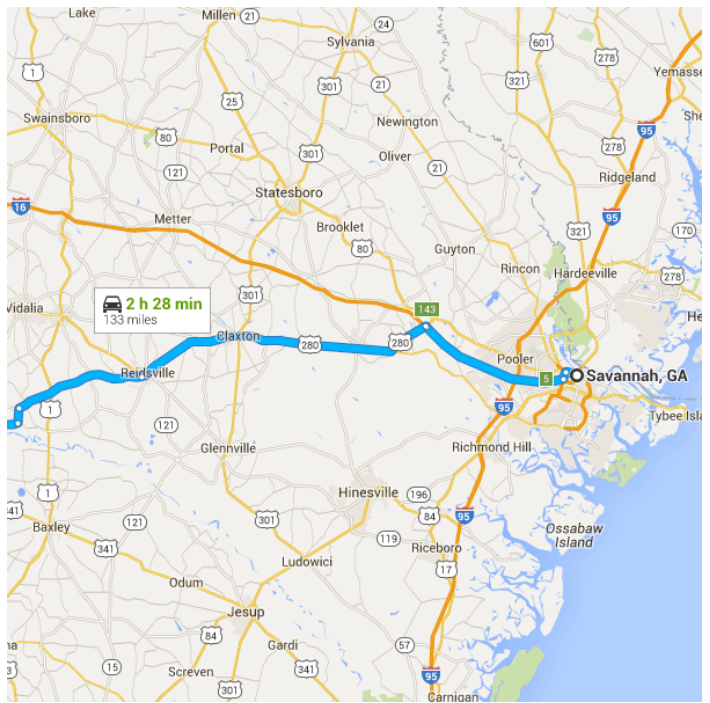 Lake
Millen
21
24
Sylvania
301
601
321
Yemasse
1
25
301
21
Newington
321
95
She
Swainsboro
80
Portal
278
Oliver
301
21
Ridgeland
121
Statesboro
16
Metter
95
Brooklet
321
170
80
Guyton
Rincon
Hardeeville
278
Vidalia
2 h 28 min
133 miles
301
143
Claxton
280
280
Pooler
Reidsville
5
Savannah, GA
1
95
Tybee Isla
121
Glennville
Richmond Hill
1
Hinesville
196
341
301
84
95
Baxley
121
119
Riceboro
Ossabaw
Island
341
Ludowici
17
Odum
Jesup
84
Gardi
57
15
341
95
Screven
301
Carnigan